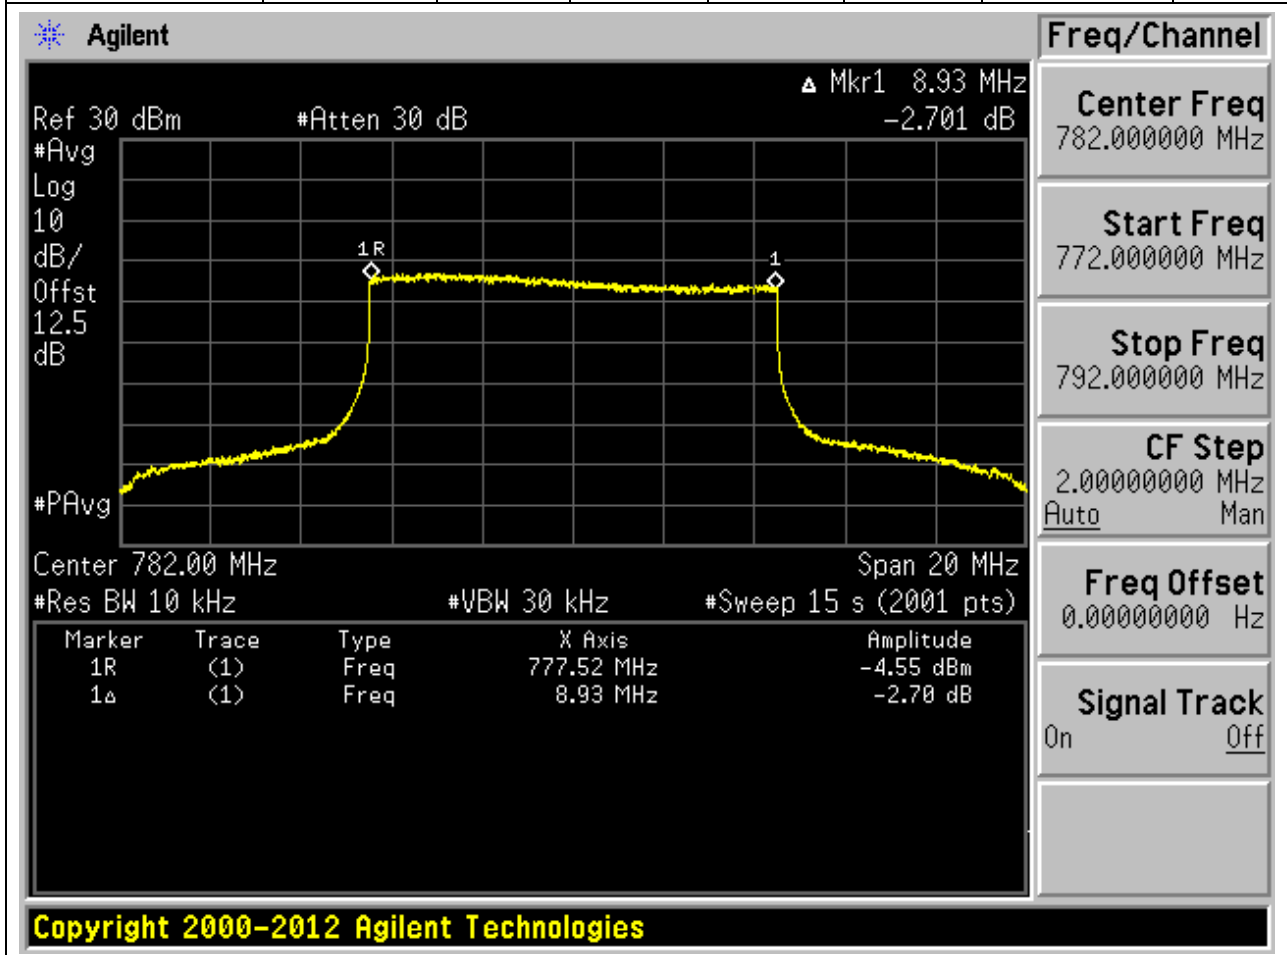 Agilent
Freq/Channel
▵ Mkr1 8.93 MHz
Ref 30 dBm #Atten 30 dB -2.701 dB
#Avg
Log
10
dB/
Offst
12.5
dB
1R
1
#PAvg
Center 782.00 MHz Span 20 MHz
#Res BW 10 kHz #VBW 30 kHz #Sweep 15 s (2001 pts)
Marker Trace Type X Axis Amplitude
1R (1) Freq 777.52 MHz -4.55 dBm
1▵ (1) Freq 8.93 MHz -2.70 dB
Center Freq
782.000000 MHz
Start Freq
772.000000 MHz
Stop Freq
792.000000 MHz
CF Step
2.00000000 MHz
Auto Man
Freq Offset
0.00000000 Hz
Signal Track
On Off
Copyright 2000-2012 Agilent Technologies